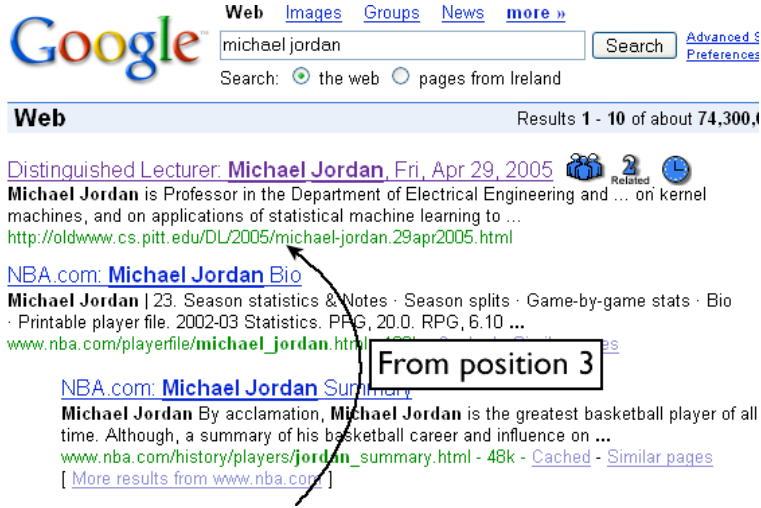 Google
Web Images Groups News more »
michael jordan Search Advanced S
Preferences
Search: the web pages from Ireland
Web Results 1 - 10 of about 74,300,
Distinguished Lecturer: Michael Jordan, Fri, Apr 29, 2005 2 Related
Michael Jordan is Professor in the Department of Electrical Engineering and ... on kernel
machines, and on applications of statistical machine learning to ...
http://oldwww.cs.pitt.edu/DL/2005/michael-jordan.29apr2005.html
NBA.com: Michael Jordan Bio
Michael Jordan | 23. Season statistics & Notes · Season splits · Game-by-game stats · Bio
· Printable player file. 2002-03 Statistics. PPG, 20.0. RPG, 6.10 ...
www.nba.com/playerfile/michael_jordan.html
From position 3
NBA.com: Michael Jordan Summary
Michael Jordan By acclamation, Michael Jordan is the greatest basketball player of all
time. Although, a summary of his basketball career and influence on ...
www.nba.com/history/players/jordan_summary.html - 48k - Cached - Similar pages
[ More results from www.nba.com ]